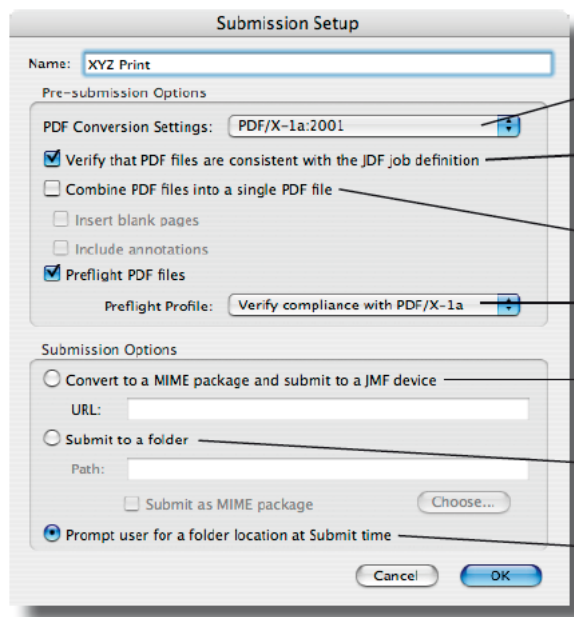 Submission Setup
Name: XYZ Print
Pre-submission Options
PDF Conversion Settings: PDF/X-1a:2001
Verify that PDF files are consistent with the JDF job definition
Combine PDF files into a single PDF file
Insert blank pages
Include annotations
Preflight PDF files
Preflight Profile: Verify compliance with PDF/X-1a
Submission Options
Convert to a MIME package and submit to a JMF device
URL:
Submit to a folder
Path:
Submit as MIME package Choose...
Prompt user for a folder location at Submit time
Cancel OK